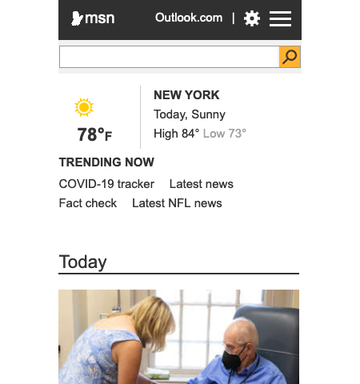 msn Outlook.com |
NEW YORK
Today, Sunny
78°F
High 84° Low 73°
TRENDING NOW
COVID-19 tracker Latest news
Fact check Latest NFL news
Today